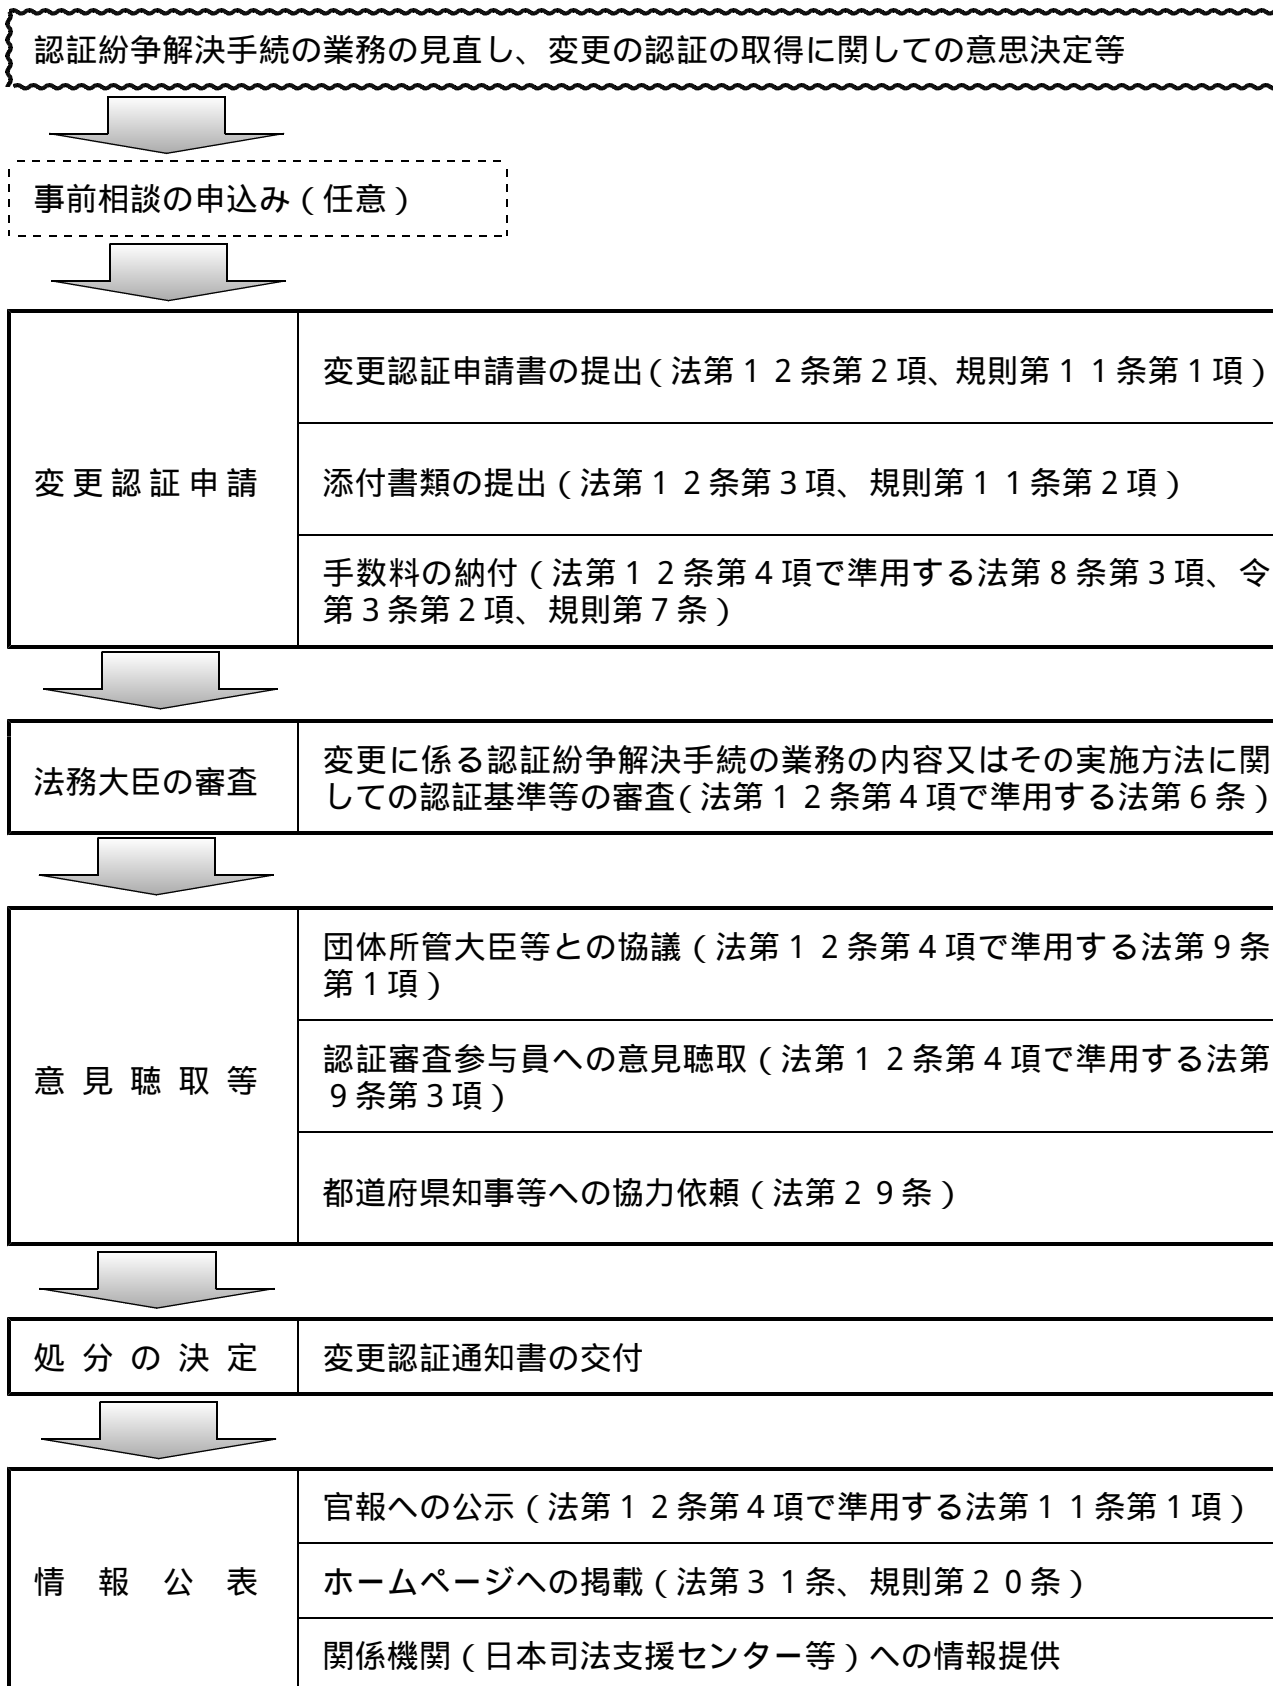 認証紛争解決手続の業務の見直し、変更の認証の取得に関しての意思決定等
事前相談の申込み（任意）
変更認証申請
変更認証申請書の提出（法第１２条第２項、規則第１１条第１項）
添付書類の提出（法第１２条第３項、規則第１１条第２項）
手数料の納付（法第１２条第４項で準用する法第８条第３項、令
第３条第２項、規則第７条）
法務大臣の審査
変更に係る認証紛争解決手続の業務の内容又はその実施方法に関
しての認証基準等の審査（法第１２条第４項で準用する法第６条）
意見聴取等
団体所管大臣等との協議（法第１２条第４項で準用する法第９条
第１項）
認証審査参与員への意見聴取（法第１２条第４項で準用する法第
９条第３項）
都道府県知事等への協力依頼（法第２９条）
処分の決定
変更認証通知書の交付
情報公表
官報への公示（法第１２条第４項で準用する法第１１条第１項）
ホームページへの掲載（法第３１条、規則第２０条）
関係機関（日本司法支援センター等）への情報提供